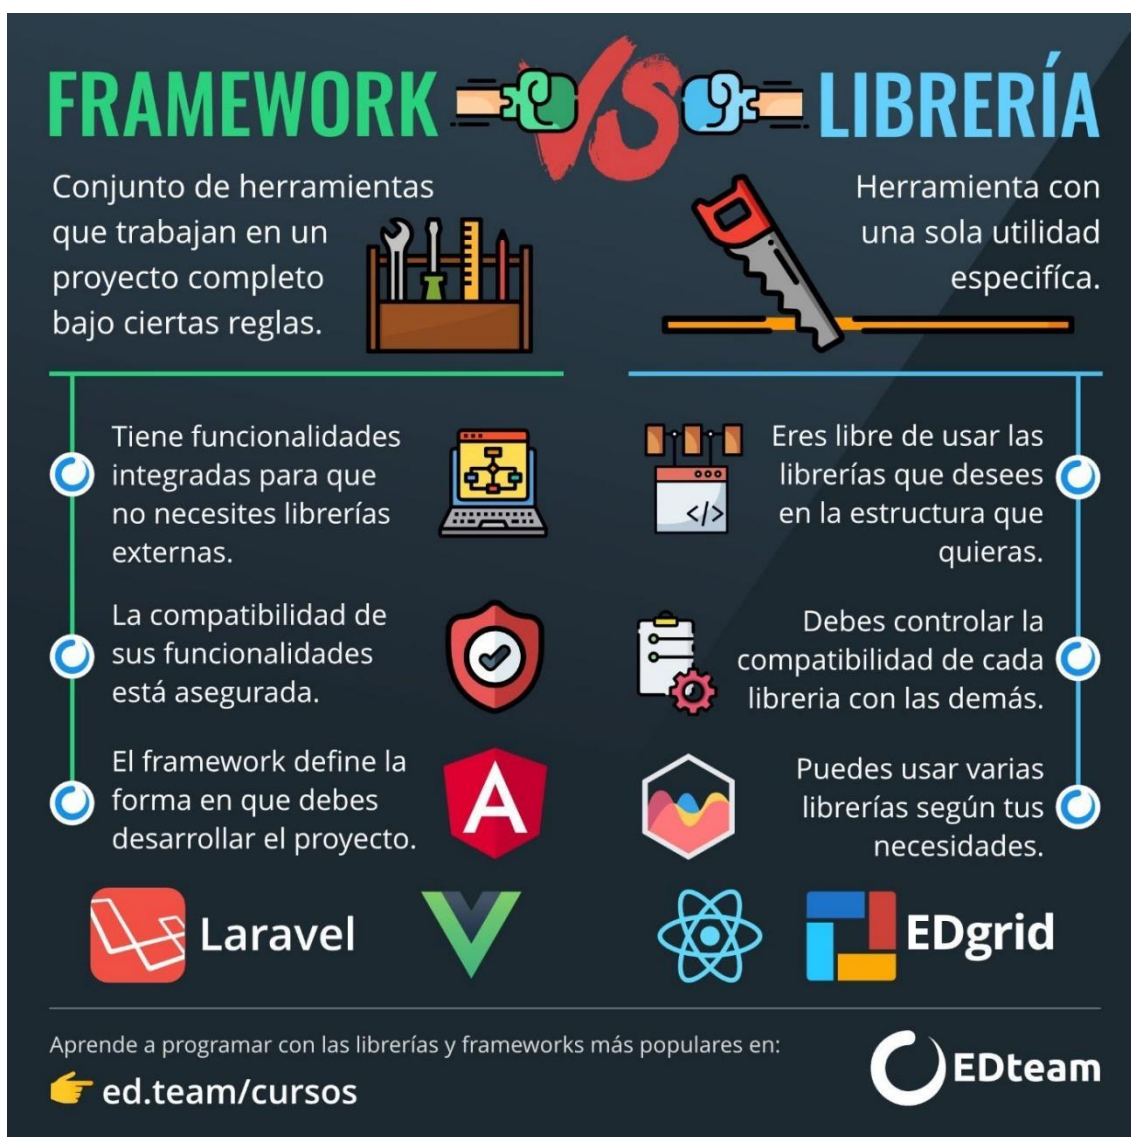 FRAMEWORK
VS
LIBRERÍA
Conjunto de herramientas
que trabajan en un
proyecto completo
bajo ciertas reglas.
Herramienta con
una sola utilidad
especifíca.
Tiene funcionalidades
integradas para que
no necesites librerías
externas.
La compatibilidad de
sus funcionalidades
está asegurada.
El framework define la
forma en que debes
desarrollar el proyecto.
</>
Eres libre de usar las
librerías que desees
en la estructura que
quieras.
Debes controlar la
compatibilidad de cada
libreria con las demás.
Puedes usar varias
librerías según tus
necesidades.
A
Laravel
EDgrid
Aprende a programar con las librerías y frameworks más populares en:
ed.team/cursos
EDteam